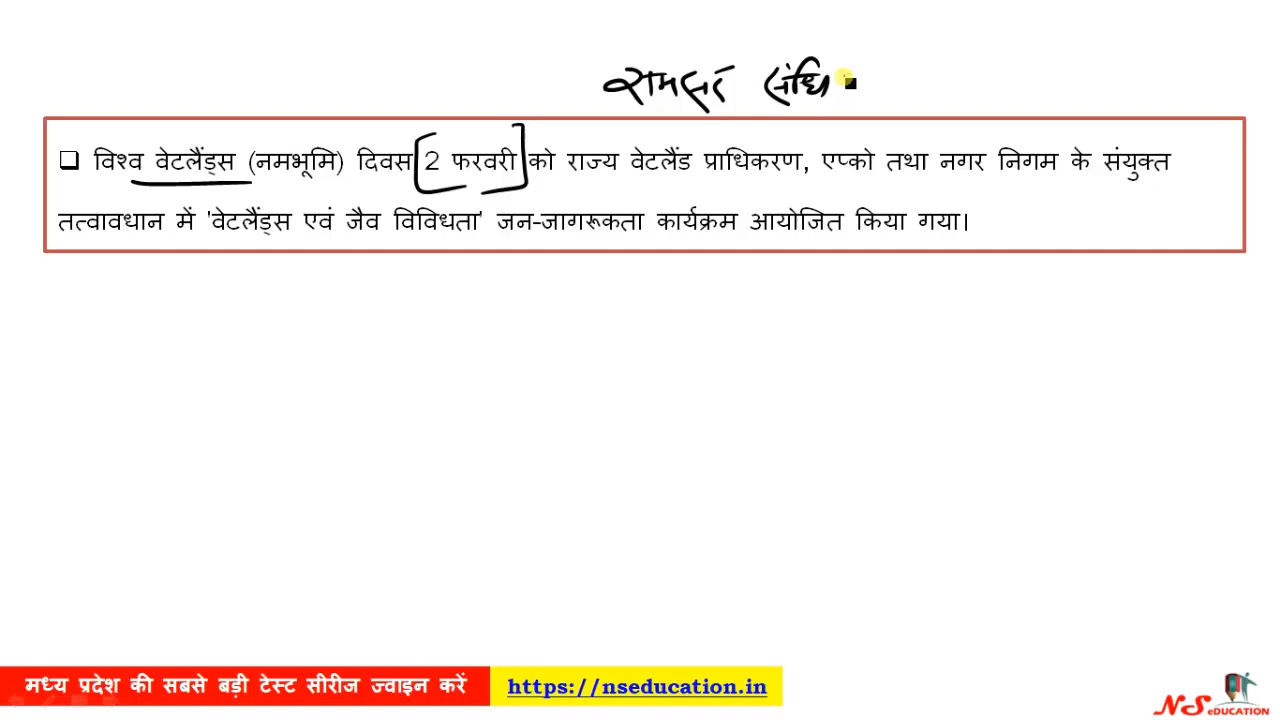 रामसर संधि
❑ विश्व वेटलैंड्स (नमभूमि) दिवस 2 फरवरी को राज्य वेटलैंड प्राधिकरण, एप्को तथा नगर निगम के संयुक्त
तत्वावधान में 'वेटलैंड्स एवं जैव विविधता' जन-जागरूकता कार्यक्रम आयोजित किया गया।
मध्य प्रदेश की सबसे बड़ी टेस्ट सीरीज ज्वाइन करें https://nseducation.in
NS eDUCATION